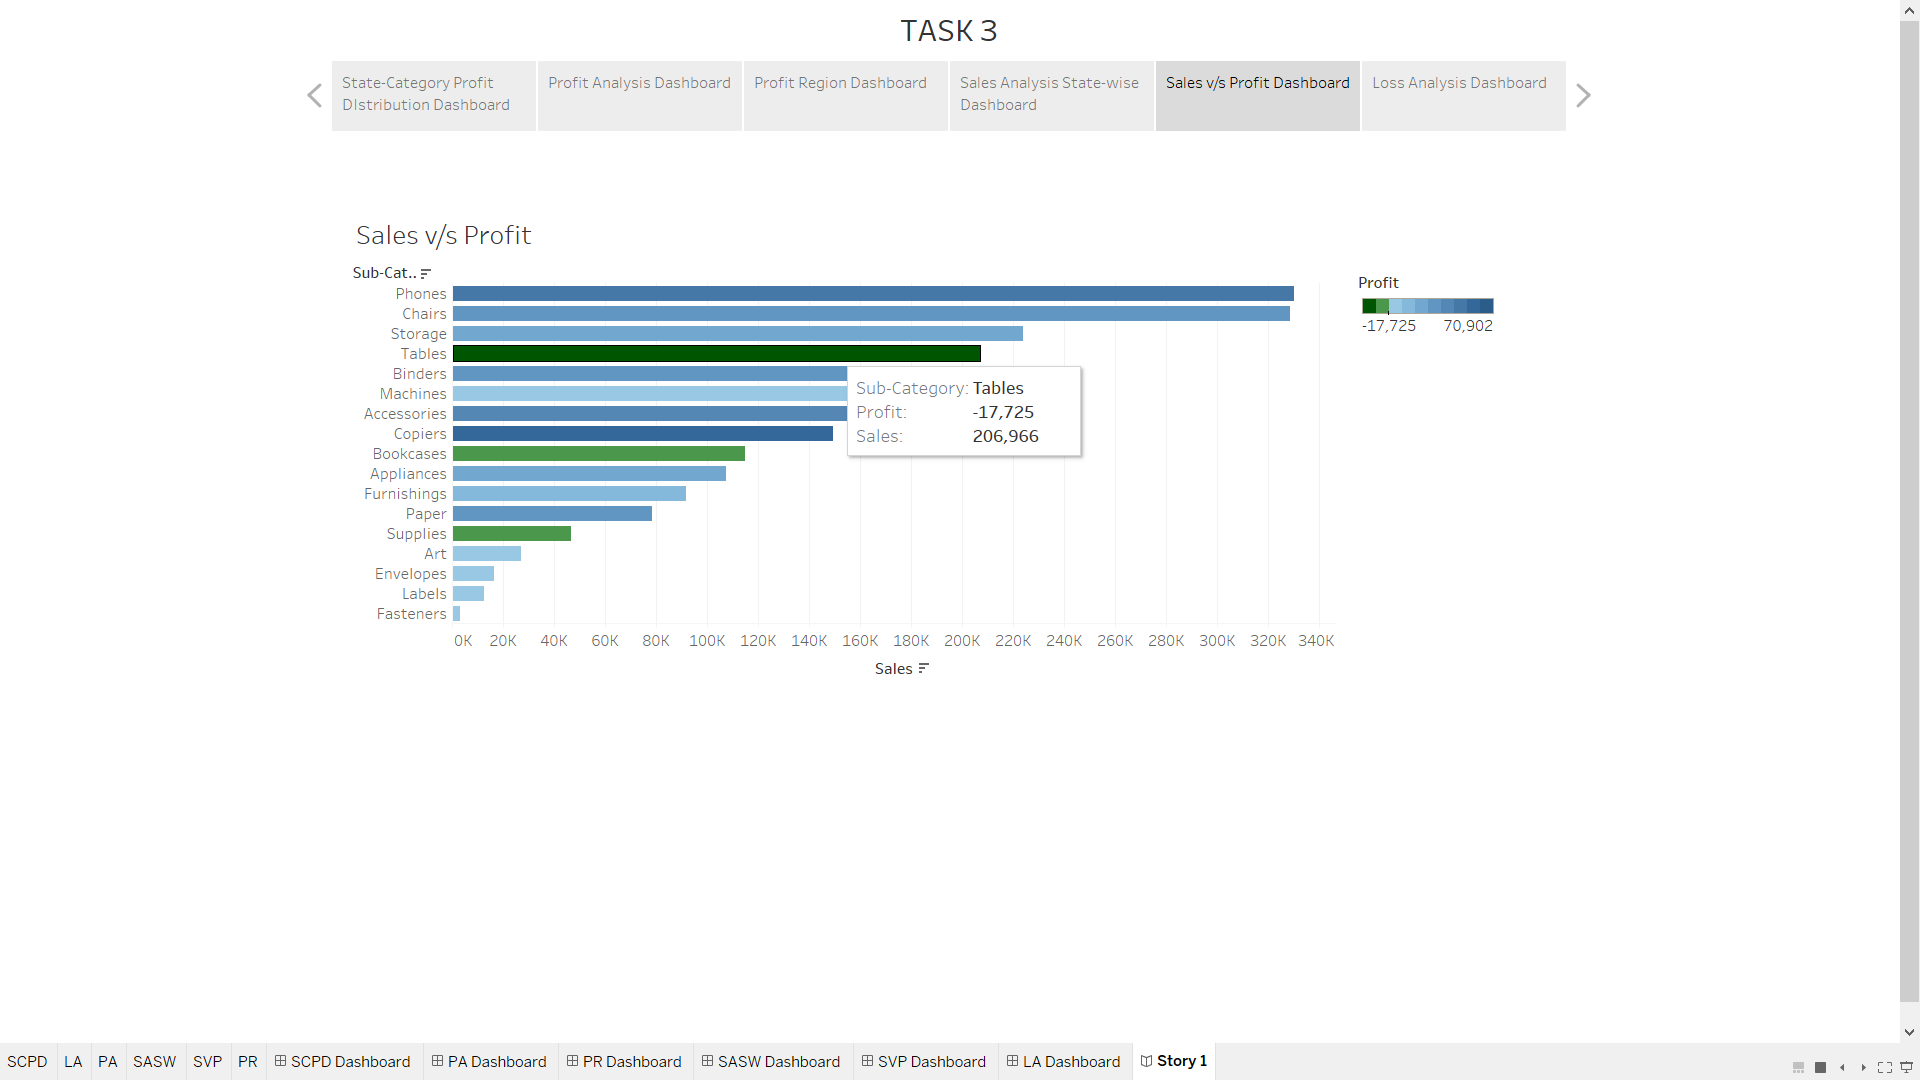 TASK 3
State-Category Profit
DIstribution Dashboard
Profit Analysis Dashboard
Profit Region Dashboard
Sales Analysis State-wise
Dashboard
Sales v/s Profit Dashboard
Loss Analysis Dashboard
Sales v/s Profit
Sub-Cat..
Phones
Chairs
Storage
Tables
Binders
Machines
Accessories
Copiers
Bookcases
Appliances
Furnishings
Paper
Supplies
Art
Envelopes
Labels
Fasteners
0K 20K 40K 60K 80K 100K 120K 140K 160K 180K 200K 220K 240K 260K 280K 300K 320K 340K
Sales
Sub-Category: Tables
Profit: -17,725
Sales: 206,966
Profit
-17,725 70,902
SCPD LA PA SASW SVP PR SCPD Dashboard PA Dashboard PR Dashboard SASW Dashboard SVP Dashboard LA Dashboard Story 1